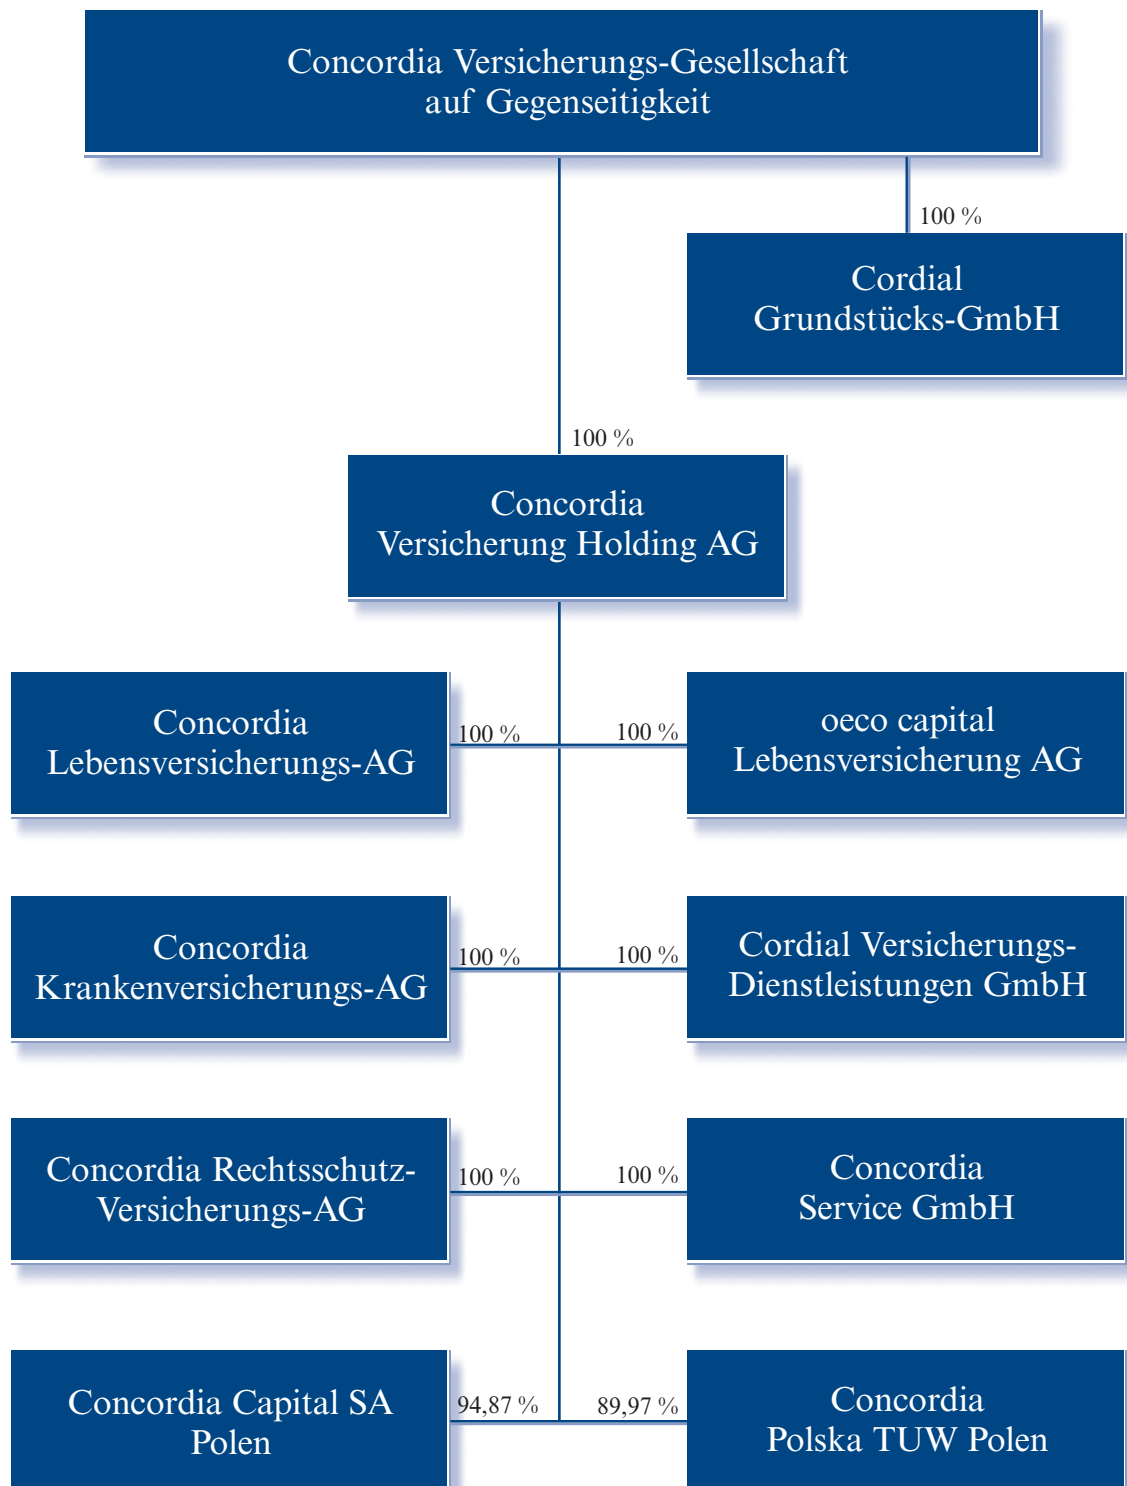 Concordia Versicherungs-Gesellschaft
auf Gegenseitigkeit
100 %
Cordial
Grundstücks-GmbH
100 %
Concordia
Versicherung Holding AG
Concordia
Lebensversicherungs-AG
100 %
100 %
oeco capital
Lebensversicherung AG
Concordia
Krankenversicherungs-AG
100 %
100 %
Cordial Versicherungs-
Dienstleistungen GmbH
Concordia Rechtsschutz-
Versicherungs-AG
100 %
100 %
Concordia
Service GmbH
Concordia Capital SA
Polen
94,87 %
89,97 %
Concordia
Polska TUW Polen